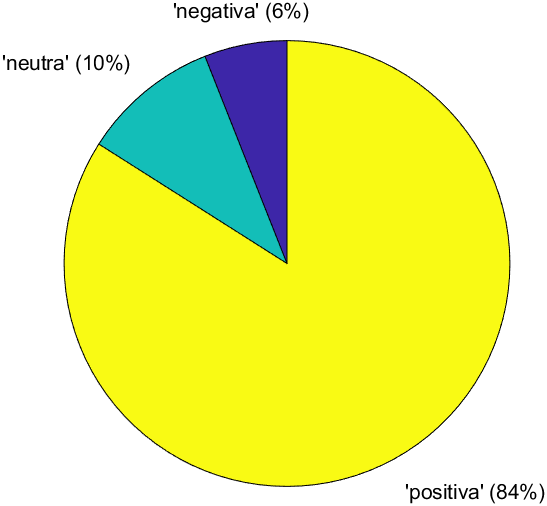 'negativa' (6%)
'neutra' (10%)
'positiva' (84%)